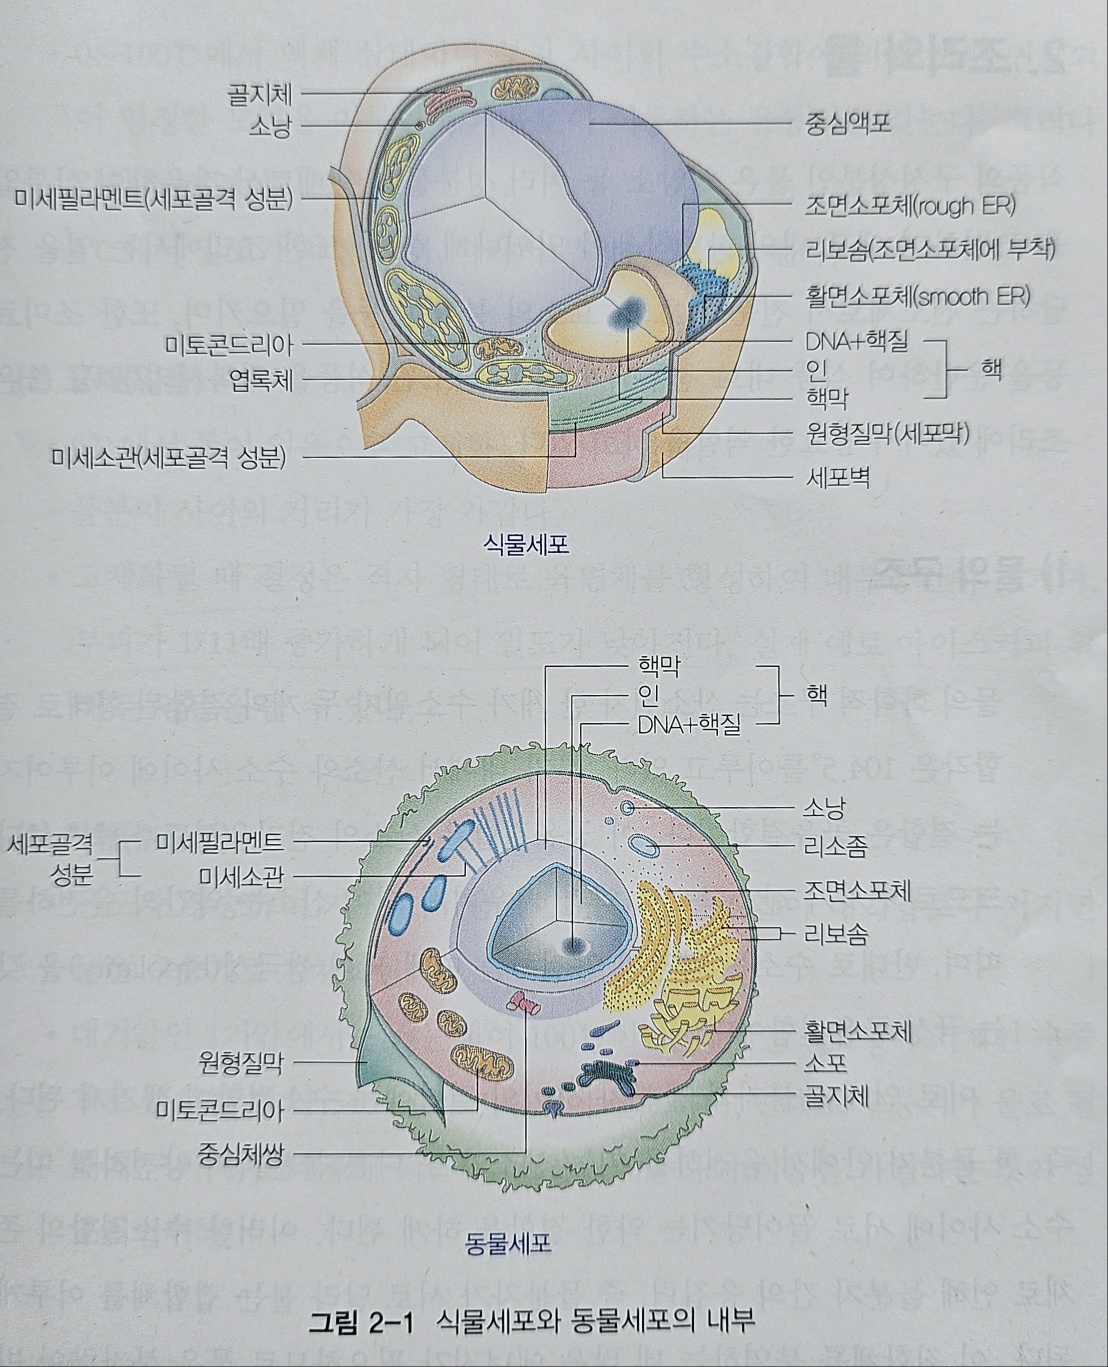 골지체
소낭
미세필라멘트(세포골격 성분)
미토콘드리아
엽록체
미세소관(세포골격 성분)
중심액포
조면소포체(rough ER)
리보솜(조면소포체에 부착)
활면소포체(smooth ER)
DNA+핵질
인
핵막
핵
원형질막(세포막)
세포벽
식물세포
핵막
인
DNA+핵질
핵
세포골격
성분
미세필라멘트
미세소관
원형질막
미토콘드리아
중심체쌍
소낭
리소좀
조면소포체
리보솜
활면소포체
소포
골지체
동물세포
그림 2-1 식물세포와 동물세포의 내부